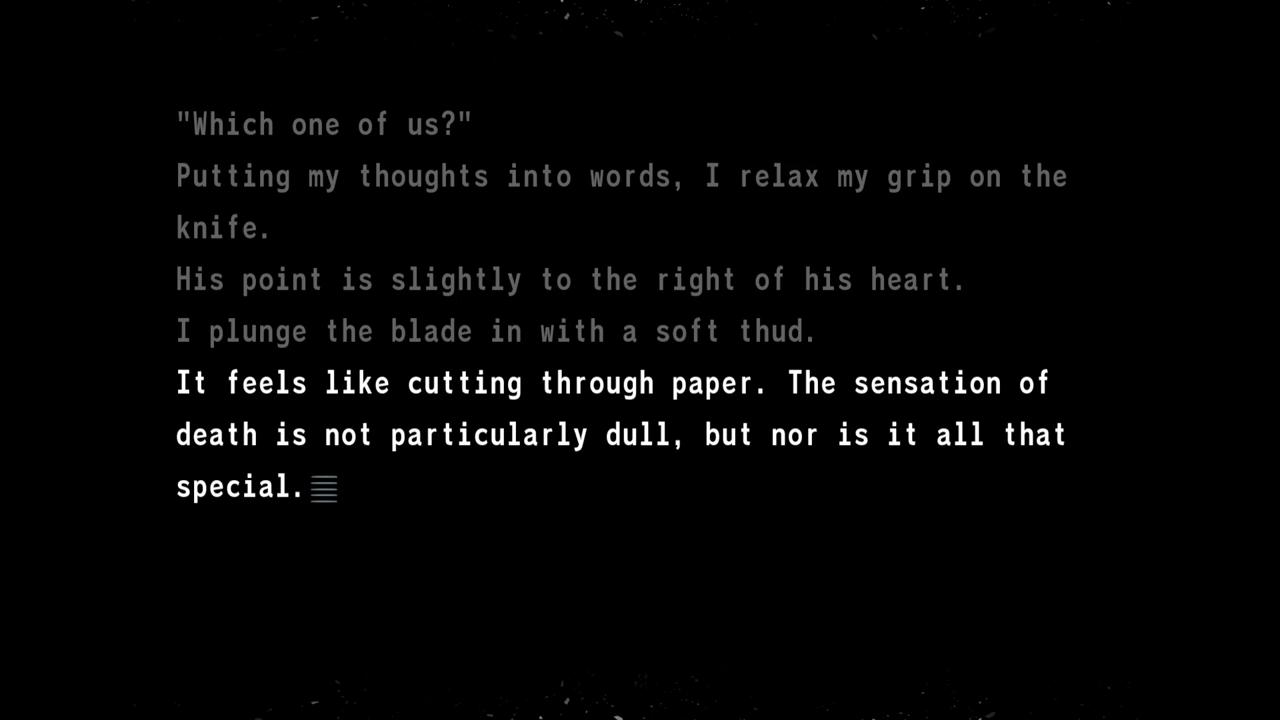 "Which one of us?"
Putting my thoughts into words, I relax my grip on the
knife.
His point is slightly to the right of his heart.
I plunge the blade in with a soft thud.
It feels like cutting through paper. The sensation of
death is not particularly dull, but nor is it all that
special.